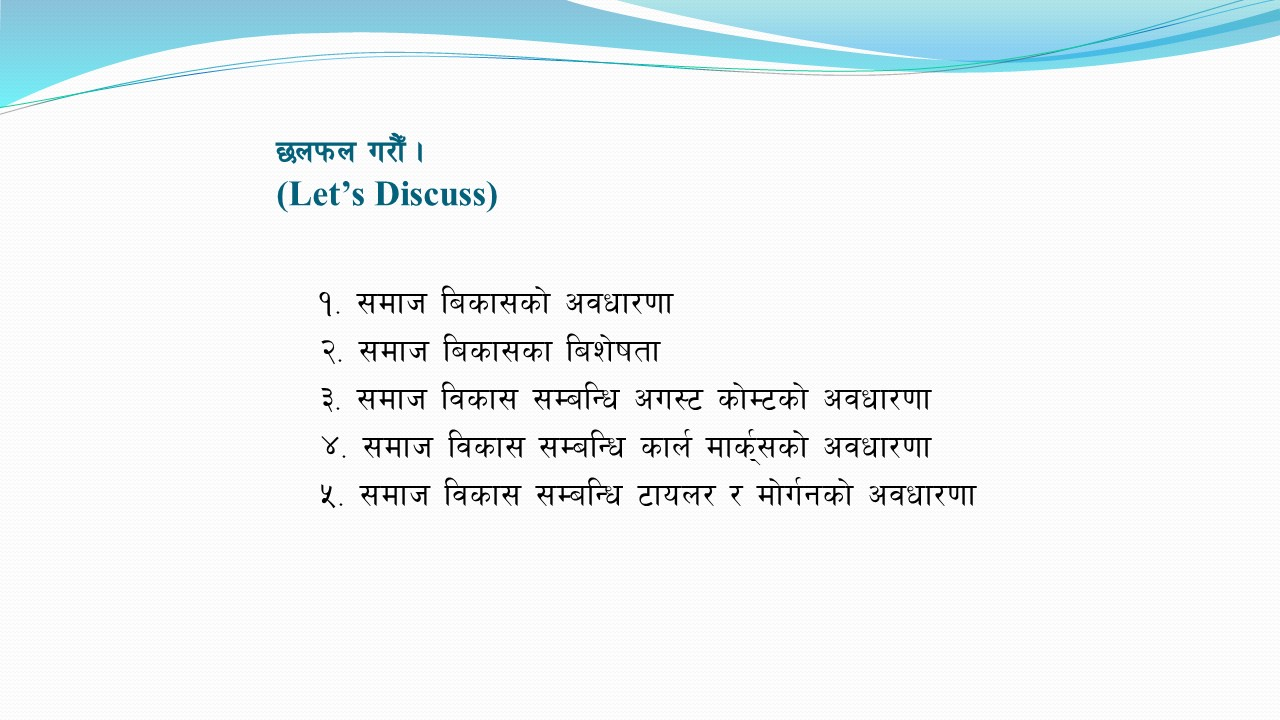 छलफल गरौँ ।
(Let’s Discuss)
१. समाज बिकासको अवधारणा
२. समाज बिकासका बिशेषता
३. समाज विकास सम्बन्धि अगस्ट कोम्टको अवधारणा
४. समाज विकास सम्बन्धि कार्ल मार्क्सको अवधारणा
५. समाज विकास सम्बन्धि टायलर र मोर्गनको अवधारणा